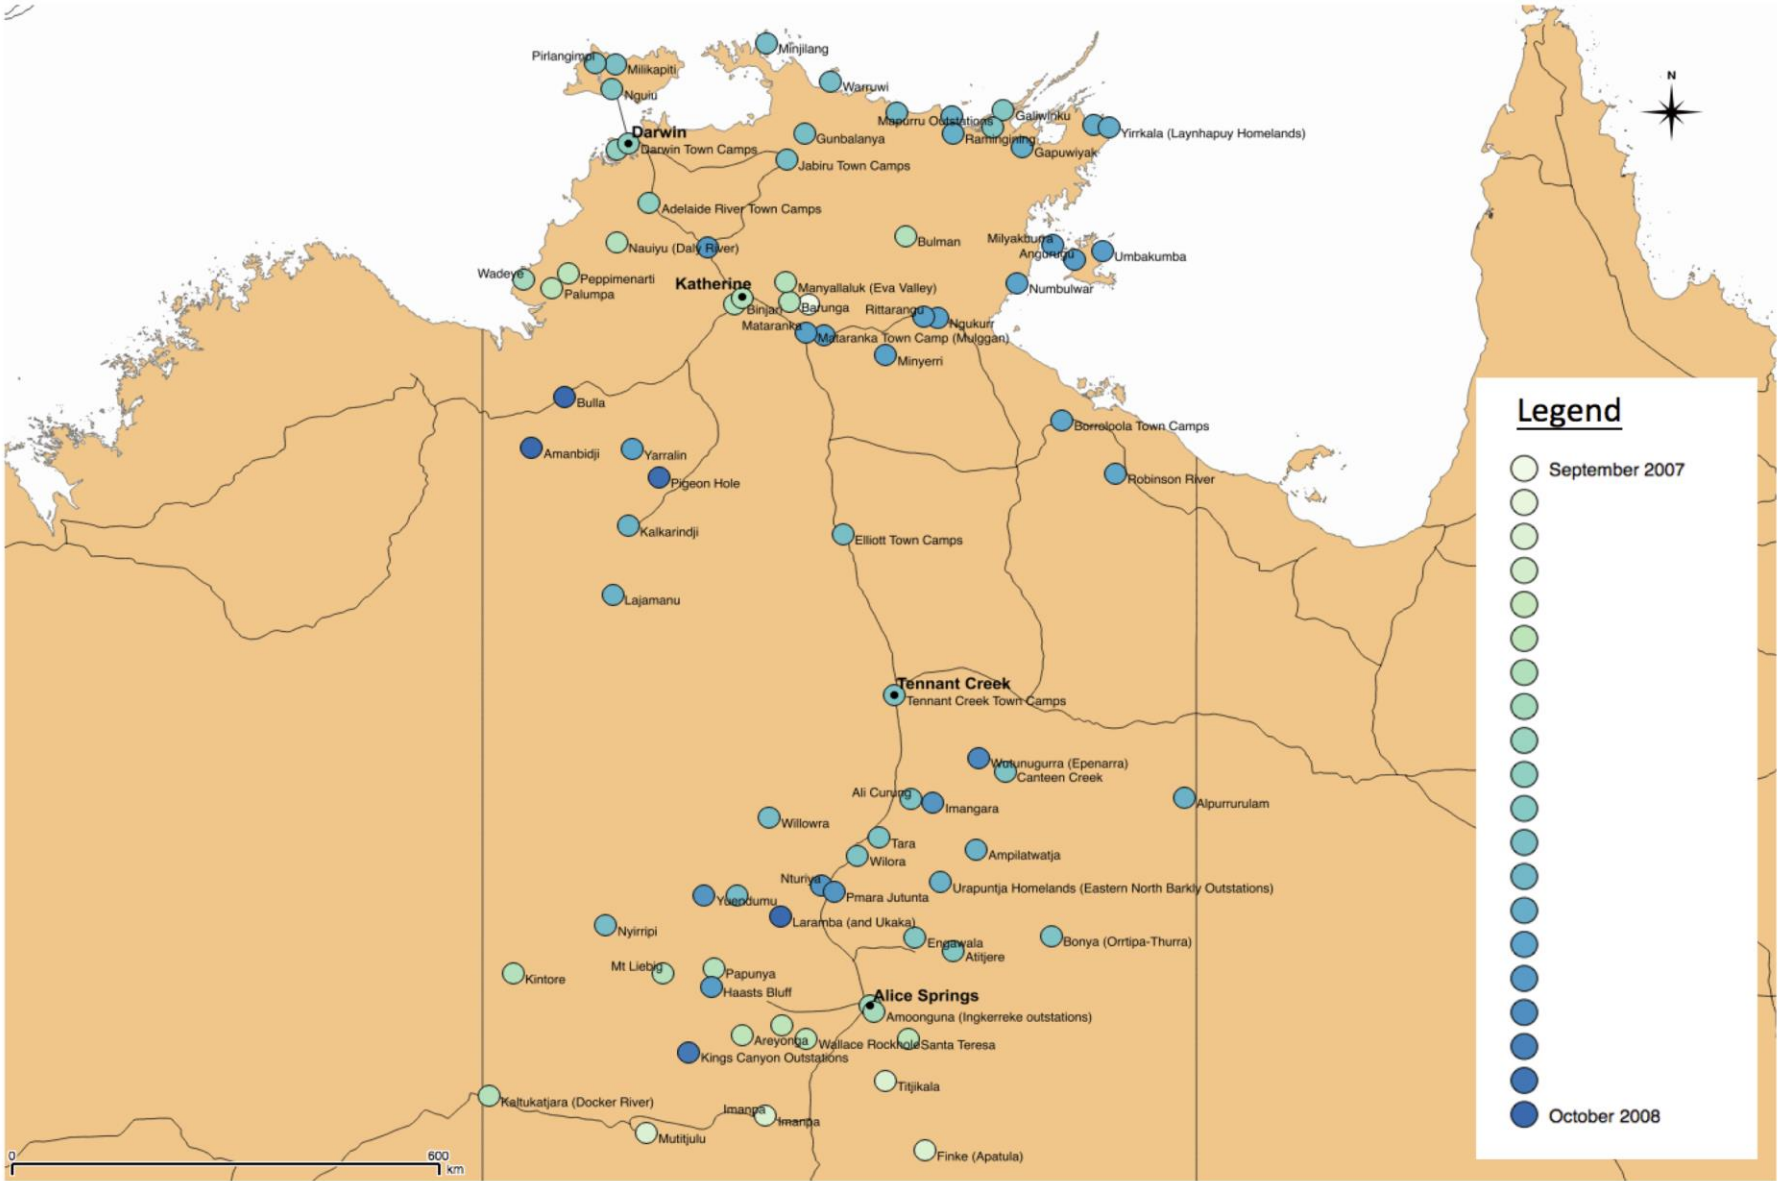 Minjilang
Pirlangimpi
Milikapiti
Nguiu
Warruwi
Galiwinku
Mapurru Outstations
Darwin
Yirrkala (Laynhapuy Homelands)
Gunbalanya
Ramingining
Darwin Town Camps
Gapuwiyak
Jabiru Town Camps
Adelaide River Town Camps
Bulman
Milyakburra
Nauiyu (Daly River)
Angurugu
Umbakumba
Wadeye
Peppimenarti
Katherine
Manyallaluk (Eva Valley)
Numbulwar
Palumpa
Binjari
Barunga
Rittarangu
Ngukurr
Mataranka
Mataranka Town Camp (Mulggan)
Minyerri
Bulla
Borroloola Town Camps
Amanbidji
Yarralin
Pigeon Hole
Robinson River
Kalkarindji
Elliott Town Camps
Lajamanu
Tennant Creek
Tennant Creek Town Camps
Wutunugurra (Epenarra)
Canteen Creek
Ali Curung
Imangara
Alpurrurulam
Willowra
Tara
Ampilatwatja
Wilora
Nturiya
Urapuntja Homelands (Eastern North Barkly Outstations)
Yuendumu
Pmara Jutunta
Laramba (and Ukaka)
Nyirripi
Engawala
Bonya (Orrtipa-Thurra)
Atitjere
Mt Liebig
Papunya
Kintore
Haasts Bluff
Alice Springs
Amoonguna (Ingkerreke outstations)
Areyonga
Wallace Rockhole
Santa Teresa
Kings Canyon Outstations
Titjikala
Kaltukatjara (Docker River)
Imanpa
Imanpa
Mutitjulu
Finke (Apatula)
0
600
km
N
Legend
September 2007
October 2008